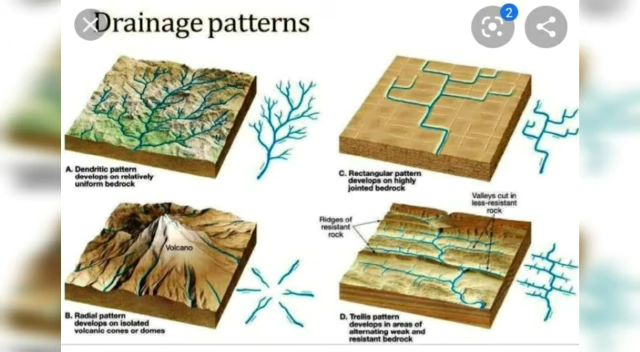 Drainage patterns
2
A. Dendritic pattern
develops on relatively
uniform bedrock
C. Rectangular pattern
develops on highly
jointed bedrock
Volcano
B. Radial pattern
develops on isolated
volcanic cones or domes
Valleys cut in
less-resistant
rock
Ridges of
resistant
rock
D. Trellis pattern
develops in areas of
alternating weak and
resistant bedrock